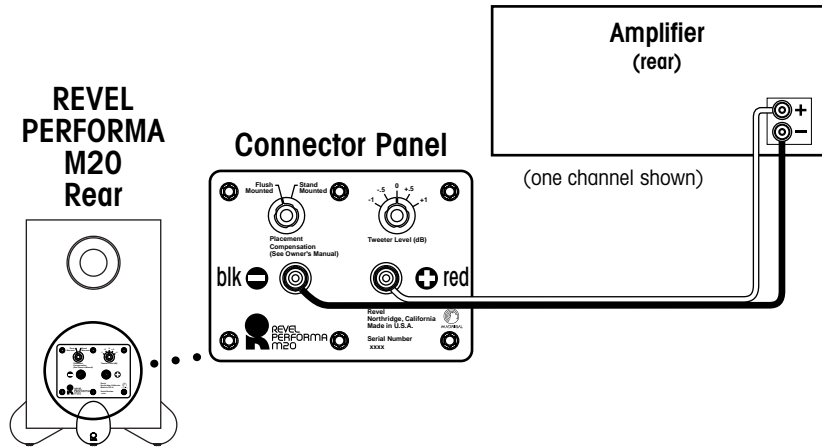 REVEL
PERFORMA
M20
Rear
Connector Panel
Amplifier
(rear)
+
–
(one channel shown)
Flush
Mounted
Stand
Mounted
-1
-.5
0
+.5
+1
Placement
Compensation
(See Owner's Manual)
Tweeter Level (dB)
blk
red
Revel
Northridge, California
Made in U.S.A.
Serial Number
xxxx
REVEL
PERFORMA
M20
REVEL
PERFORMA